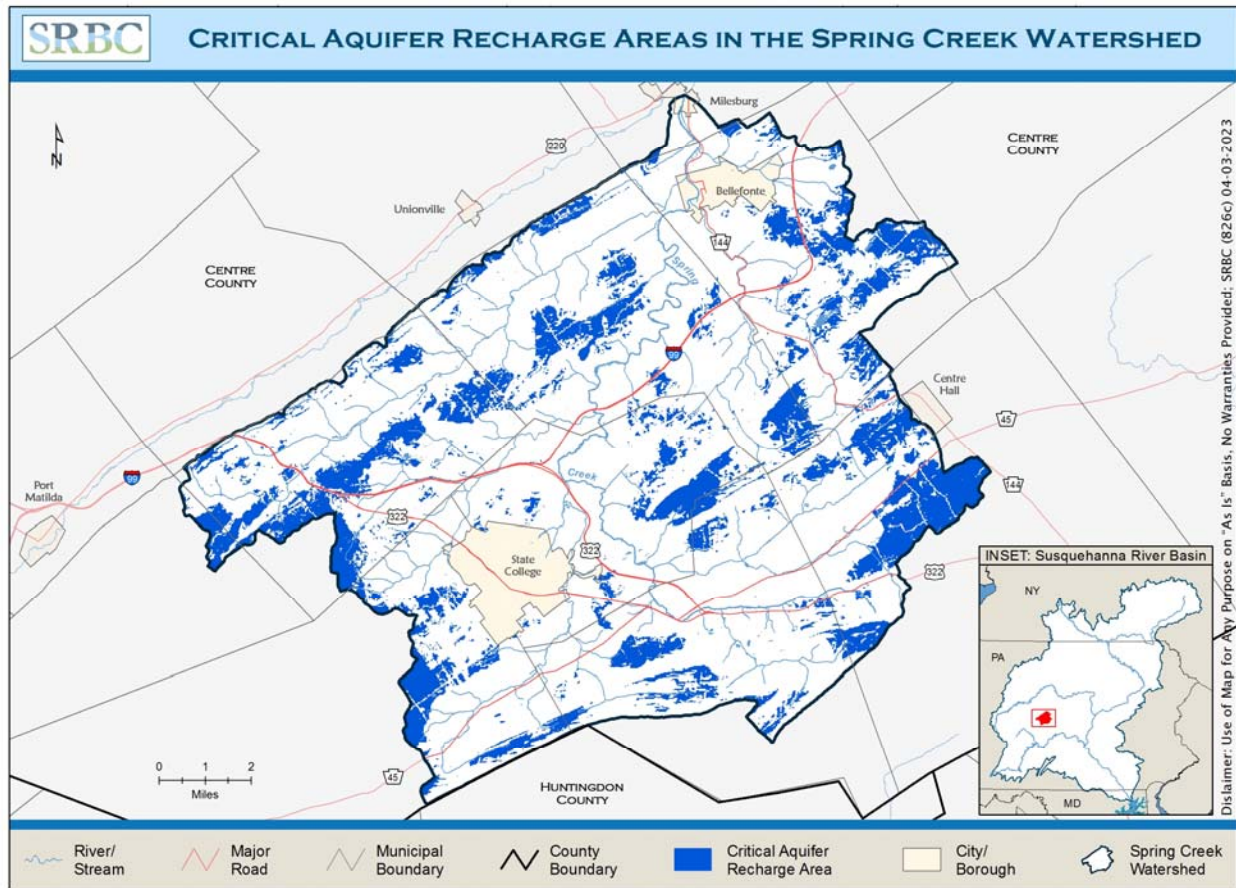 SRBC
CRITICAL AQUIFER RECHARGE AREAS IN THE SPRING CREEK WATERSHED
Milesburg
CENTRE
COUNTY
220
Bellefonte
Unionville
144
Spring
CENTRE
COUNTY
99
Centre
Hall
45
Port
Matilda
99
Creek
144
322
State
College
322
322
45
0 1 2
Miles
HUNTINGDON
COUNTY
INSET: Susquehanna River Basin
NY
PA
MD
Dislaimer: Use of Map for Any Purpose on "As Is" Basis, No Warranties Provided; SRBC (826c) 04-03-2023
N
River/
Stream
Major
Road
Municipal
Boundary
County
Boundary
Critical Aquifer
Recharge Area
City/
Borough
Spring Creek
Watershed